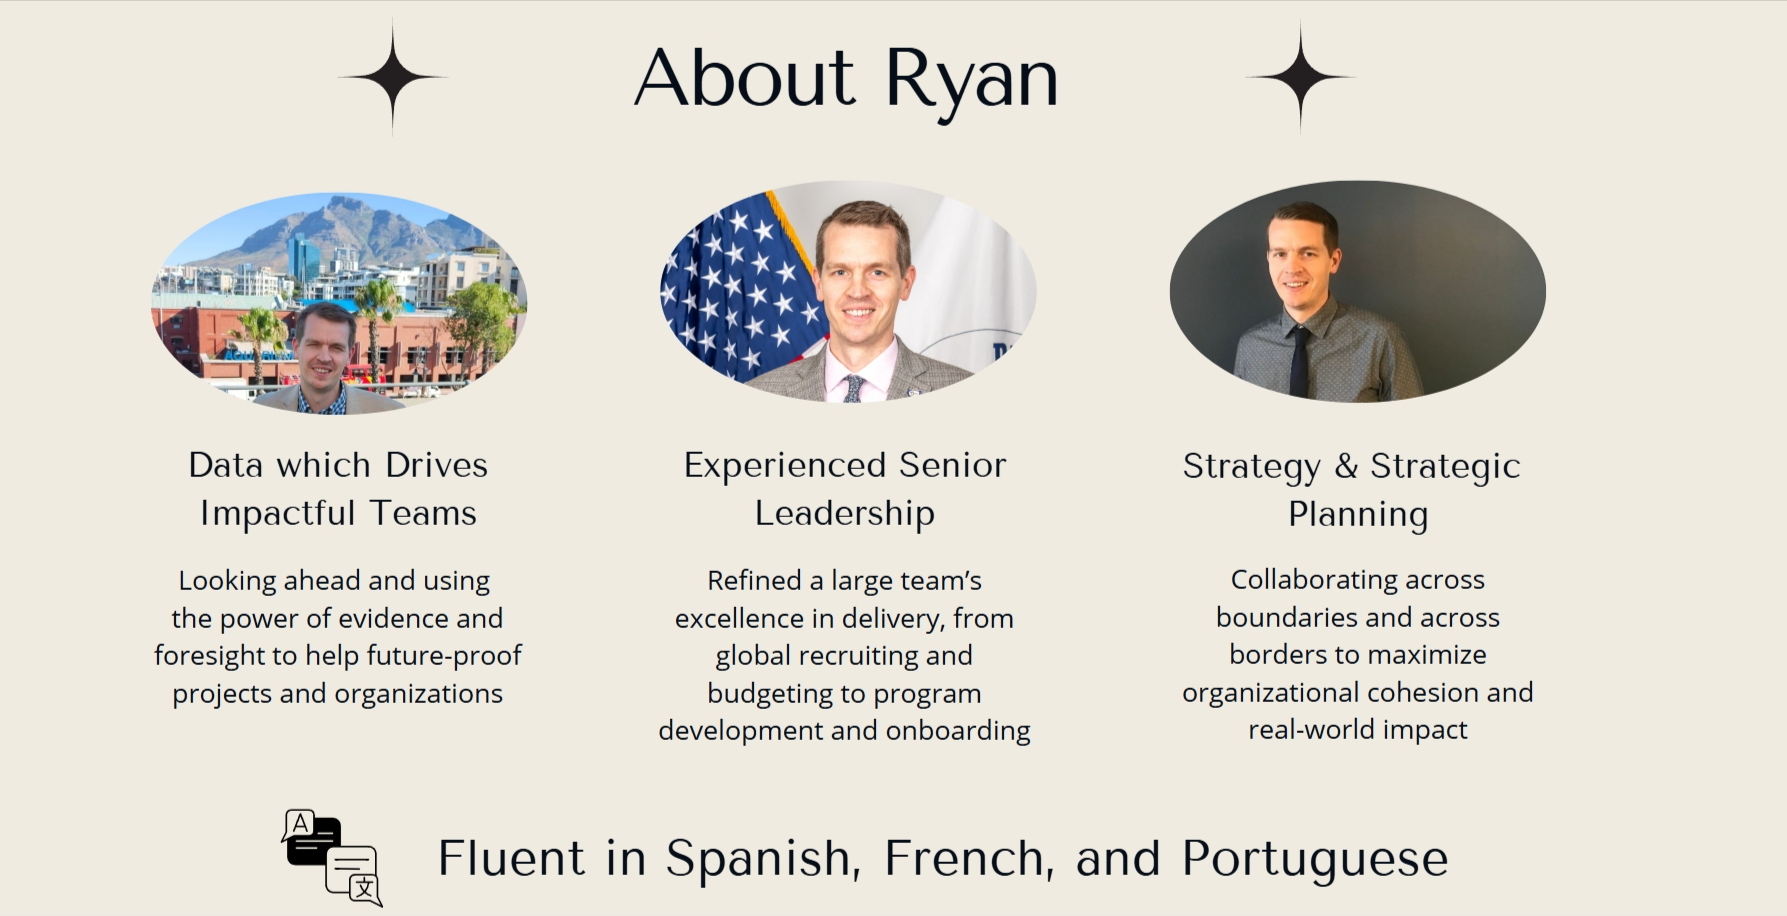 About Ryan
Data which Drives
Impactful Teams
Looking ahead and using
the power of evidence and
foresight to help future-proof
projects and organizations
Experienced Senior
Leadership
Refined a large team’s
excellence in delivery, from
global recruiting and
budgeting to program
development and onboarding
Strategy & Strategic
Planning
Collaborating across
boundaries and across
borders to maximize
organizational cohesion and
real-world impact
A
文
Fluent in Spanish, French, and Portuguese